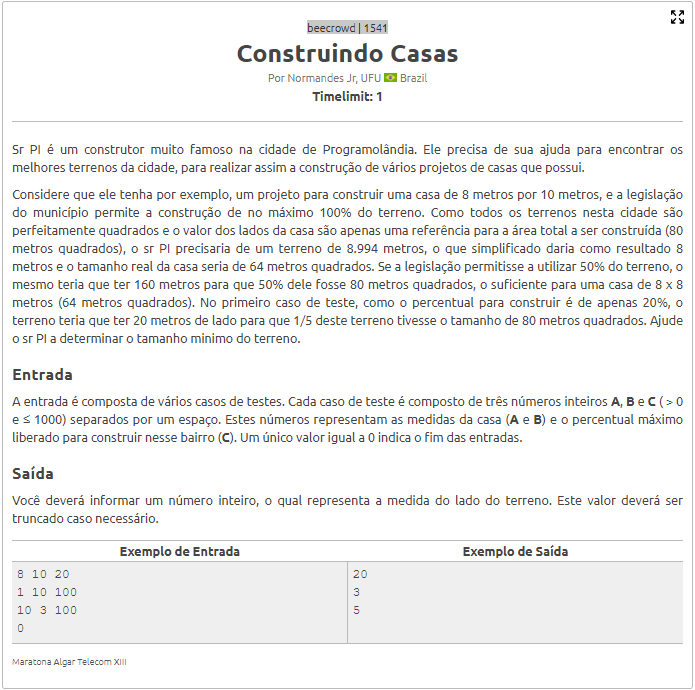 beecrowd | 1541
Construindo Casas
Por Normandes Jr, UFU Brazil
Timelimit: 1
Sr PI é um construtor muito famoso na cidade de Programolândia. Ele precisa de sua ajuda para encontrar os
melhores terrenos da cidade, para realizar assim a construção de vários projetos de casas que possui.
Considere que ele tenha por exemplo, um projeto para construir uma casa de 8 metros por 10 metros, e a legislação
do município permite a construção de no máximo 100% do terreno. Como todos os terrenos nesta cidade são
perfeitamente quadrados e o valor dos lados da casa são apenas uma referência para a área total a ser construída (80
metros quadrados), o sr PI precisaria de um terreno de 8.994 metros, o que simplificado daria como resultado 8
metros e o tamanho real da casa seria de 64 metros quadrados. Se a legislação permitisse a utilizar 50% do terreno, o
mesmo teria que ter 160 metros para que 50% dele fosse 80 metros quadrados, o suficiente para uma casa de 8 x 8
metros (64 metros quadrados). No primeiro caso de teste, como o percentual para construir é de apenas 20%, o
terreno teria que ter 20 metros de lado para que 1/5 deste terreno tivesse o tamanho de 80 metros quadrados. Ajude
o sr PI a determinar o tamanho minimo do terreno.
Entrada
A entrada é composta de vários casos de testes. Cada caso de teste é composto de três números inteiros A, B e C ( > 0
e ≤ 1000) separados por um espaço. Estes números representam as medidas da casa (A e B) e o percentual máximo
liberado para construir nesse bairro (C). Um único valor igual a 0 indica o fim das entradas.
Saída
Você deverá informar um número inteiro, o qual representa a medida do lado do terreno. Este valor deverá ser
truncado caso necessário.
Exemplo de Entrada Exemplo de Saída
8 10 20 20
1 10 100 3
10 3 100 5
0
Maratona Algar Telecom XIII